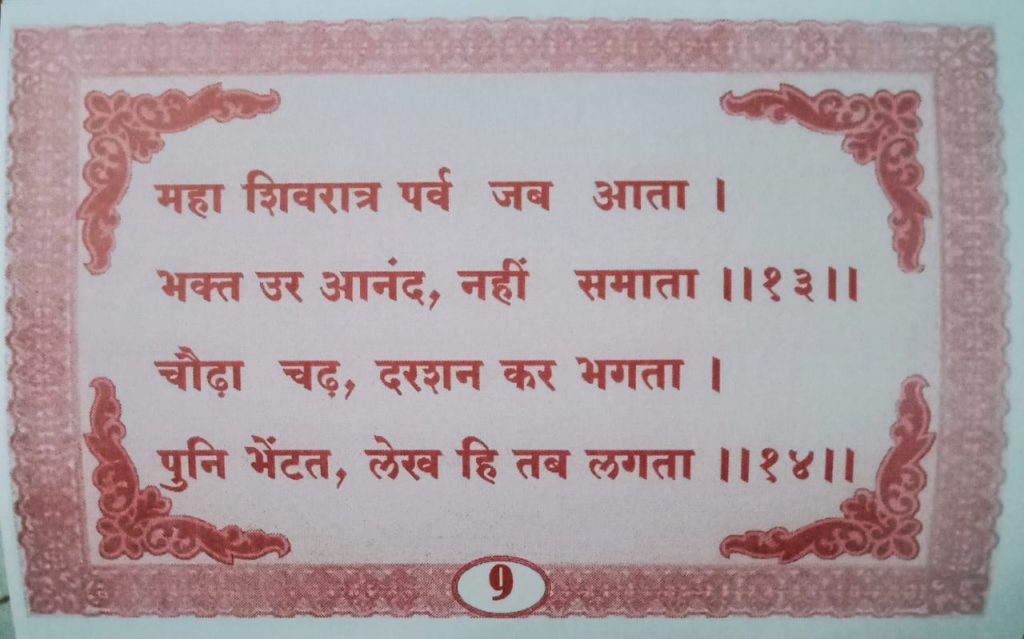 महा शिवरात्र पर्व जब आता ।
भक्त उर आनंद, नहीं समाता ।।१३।।
चौढ़ा चढ़, दरशन कर भगता ।
पुनि भेंटत, लेख हि तब लगता ।।१४।।
9